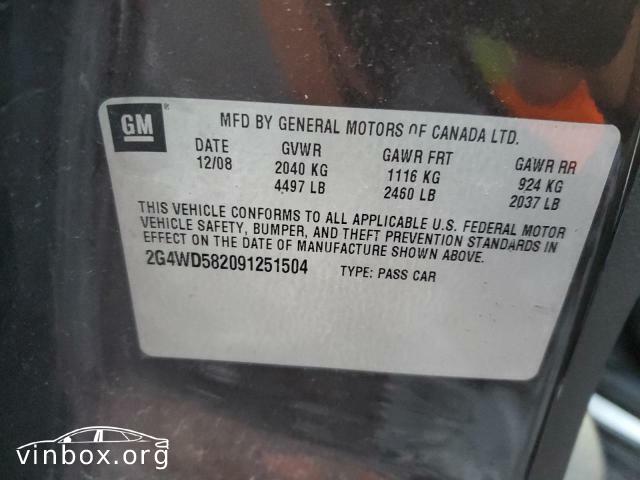 GM ®
MFD BY GENERAL MOTORS OF CANADA LTD.
DATE GVWR GAWR FRT GAWR RR
12/08 2040 KG 1116 KG 924 KG
4497 LB 2460 LB 2037 LB
THIS VEHICLE CONFORMS TO ALL APPLICABLE U.S. FEDERAL MOTOR
VEHICLE SAFETY, BUMPER, AND THEFT PREVENTION STANDARDS IN
EFFECT ON THE DATE OF MANUFACTURE SHOWN ABOVE.
2G4WD582091251504 TYPE: PASS CAR
vinbox.org